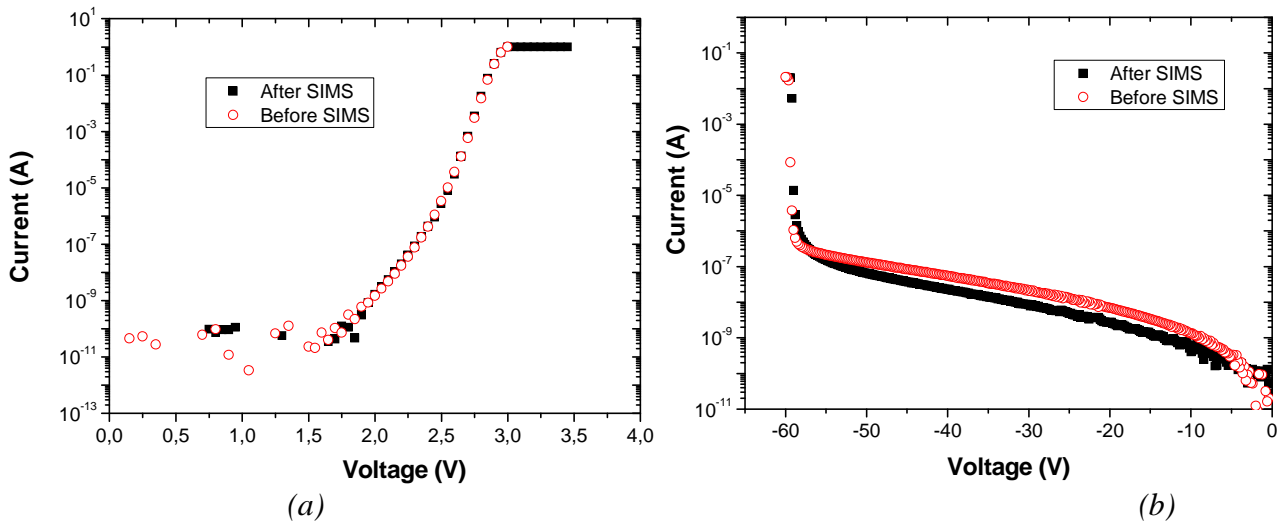 10^1
10^-1
10^-3
10^-5
10^-7
10^-9
10^-11
10^-13
Current (A)
After SIMS
Before SIMS
0,0 0,5 1,0 1,5 2,0 2,5 3,0 3,5 4,0
Voltage (V)
(a)
10^1
10^-1
10^-3
10^-5
10^-7
10^-9
10^-11
Current (A)
After SIMS
Before SIMS
-60 -50 -40 -30 -20 -10 0
Voltage (V)
(b)